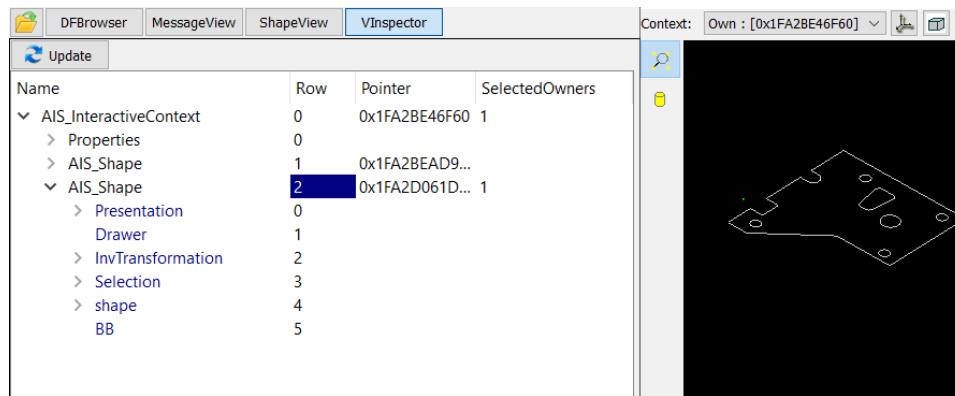 DFBrowser MessageView ShapeView VInspector Context: Own : [0x1FA2BE46F60]
Update
Name Row Pointer SelectedOwners
AIS_InteractiveContext 0 0x1FA2BE46F60 1
Properties 0
AIS_Shape 1 0x1FA2BEAD9...
AIS_Shape 2 0x1FA2D061D... 1
Presentation 0
Drawer 1
InvTransformation 2
Selection 3
shape 4
BB 5